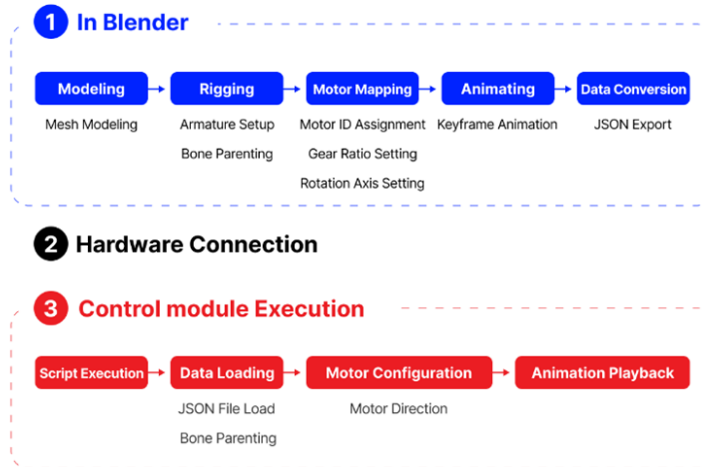 1 In Blender
Modeling Rigging Motor Mapping Animating Data Conversion
Mesh Modeling Armature Setup Motor ID Assignment Keyframe Animation JSON Export
Bone Parenting Gear Ratio Setting
Rotation Axis Setting
2 Hardware Connection
3 Control module Execution
Script Execution Data Loading Motor Configuration Animation Playback
JSON File Load Motor Direction
Bone Parenting